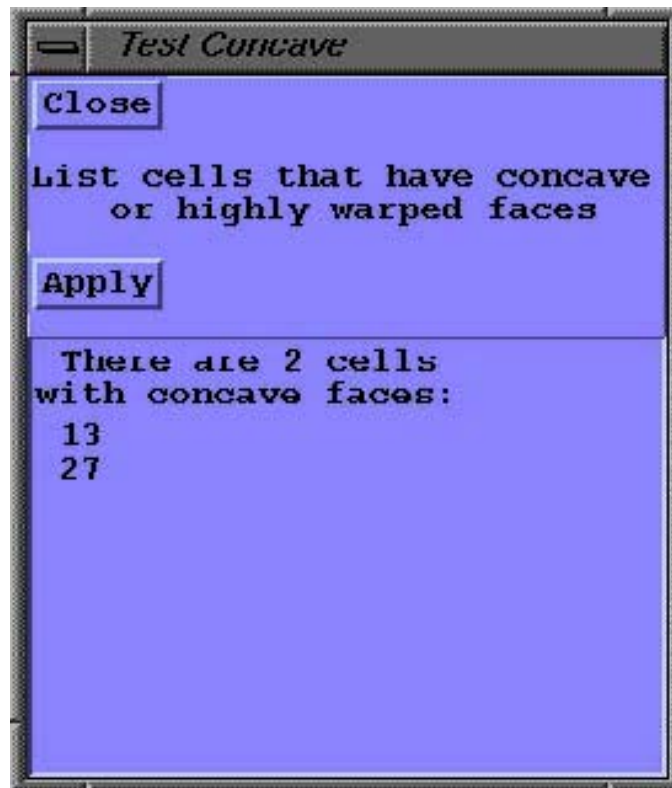 Test Concave
Close
List cells that have concave
or highly warped faces
Apply
There are 2 cells
with concave faces:
13
27